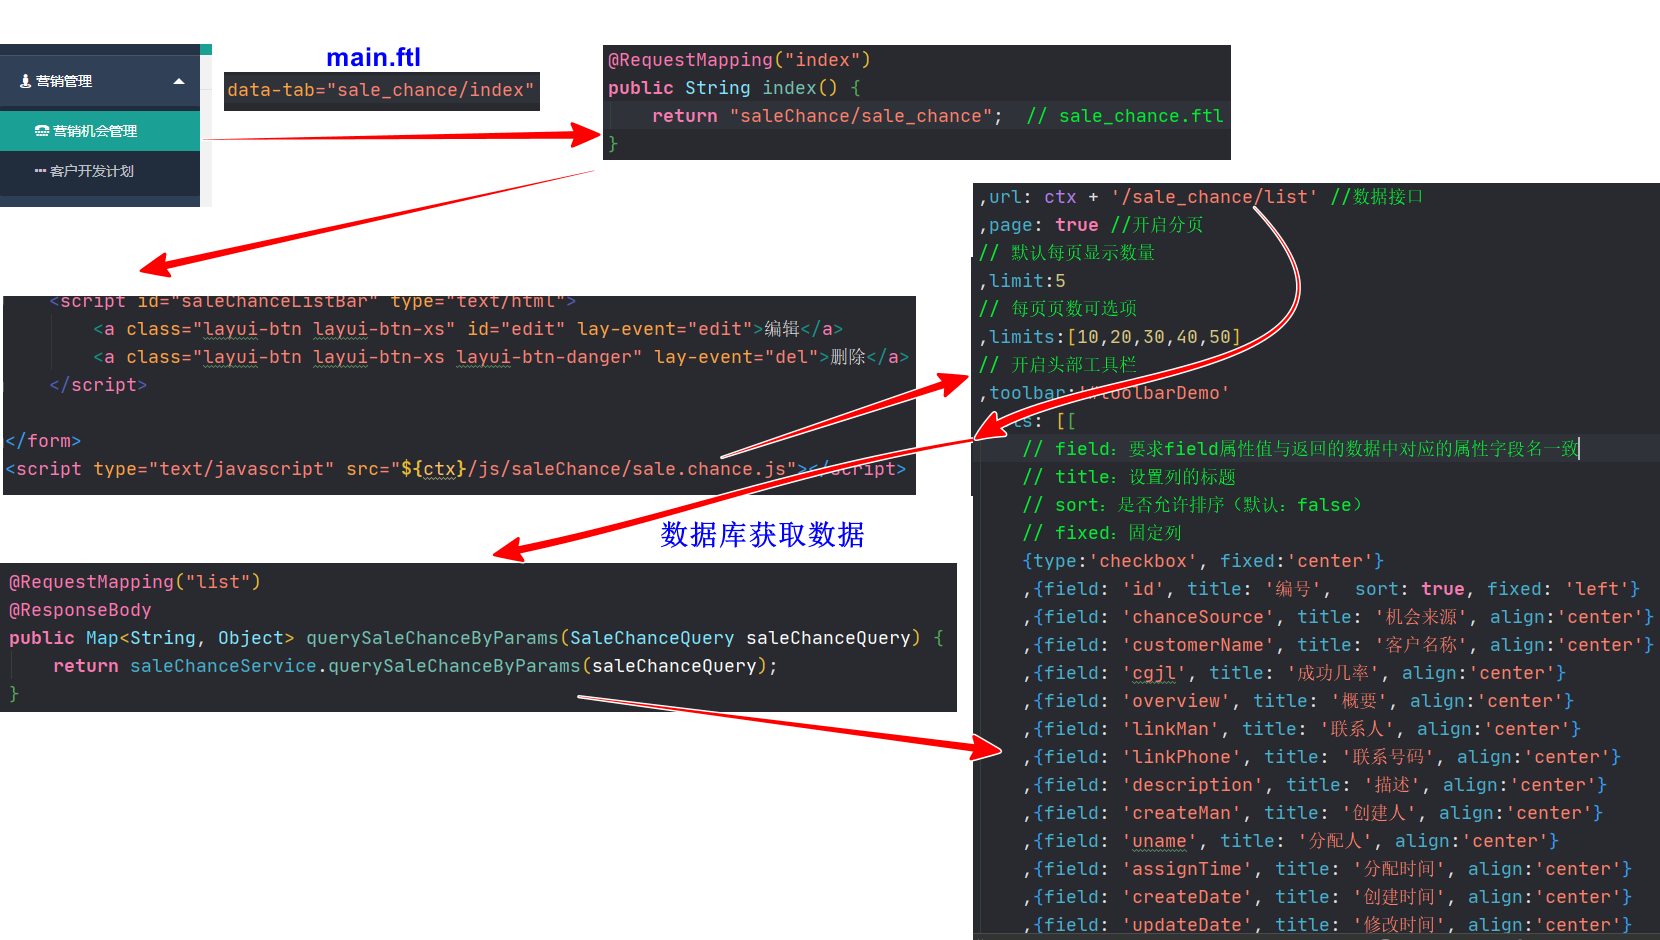 营销管理
营销机会管理
客户开发计划
main.ftl
data-tab="sale_chance/index"
@RequestMapping("index")
public String index() {
return "saleChance/sale_chance";  // sale_chance.ftl
}
<script id="saleChanceListBar" type="text/html">
<a class="layui-btn layui-btn-xs" id="edit" lay-event="edit">编辑</a>
<a class="layui-btn layui-btn-xs layui-btn-danger" lay-event="del">删除</a>
</script>
</form>
<script type="text/javascript" src="${ctx}/js/saleChance/sale.chance.js"></script>
数据库获取数据
@RequestMapping("list")
@ResponseBody
public Map<String, Object> querySaleChanceByParams(SaleChanceQuery saleChanceQuery) {
return saleChanceService.querySaleChanceByParams(saleChanceQuery);
}
,url: ctx + '/sale_chance/list' //数据接口
,page: true //开启分页
// 默认每页显示数量
,limit:5
// 每页页数可选项
,limits:[10,20,30,40,50]
// 开启头部工具栏
,toolbar:'#toolbarDemo'
: [[
// field：要求field属性值与返回的数据中对应的属性字段名一致
// title：设置列的标题
// sort：是否允许排序（默认：false）
// fixed：固定列
{type:'checkbox', fixed:'center'}
,{field: 'id', title: '编号',  sort: true, fixed: 'left'}
,{field: 'chanceSource', title: '机会来源', align:'center'}
,{field: 'customerName', title: '客户名称', align:'center'}
,{field: 'cgjl', title: '成功几率', align:'center'}
,{field: 'overview', title: '概要', align:'center'}
,{field: 'linkMan', title: '联系人', align:'center'}
,{field: 'linkPhone', title: '联系号码', align:'center'}
,{field: 'description', title: '描述', align:'center'}
,{field: 'createMan', title: '创建人', align:'center'}
,{field: 'uname', title: '分配人', align:'center'}
,{field: 'assignTime', title: '分配时间', align:'center'}
,{field: 'createDate', title: '创建时间', align:'center'}
,{field: 'updateDate', title: '修改时间', align:'center'}